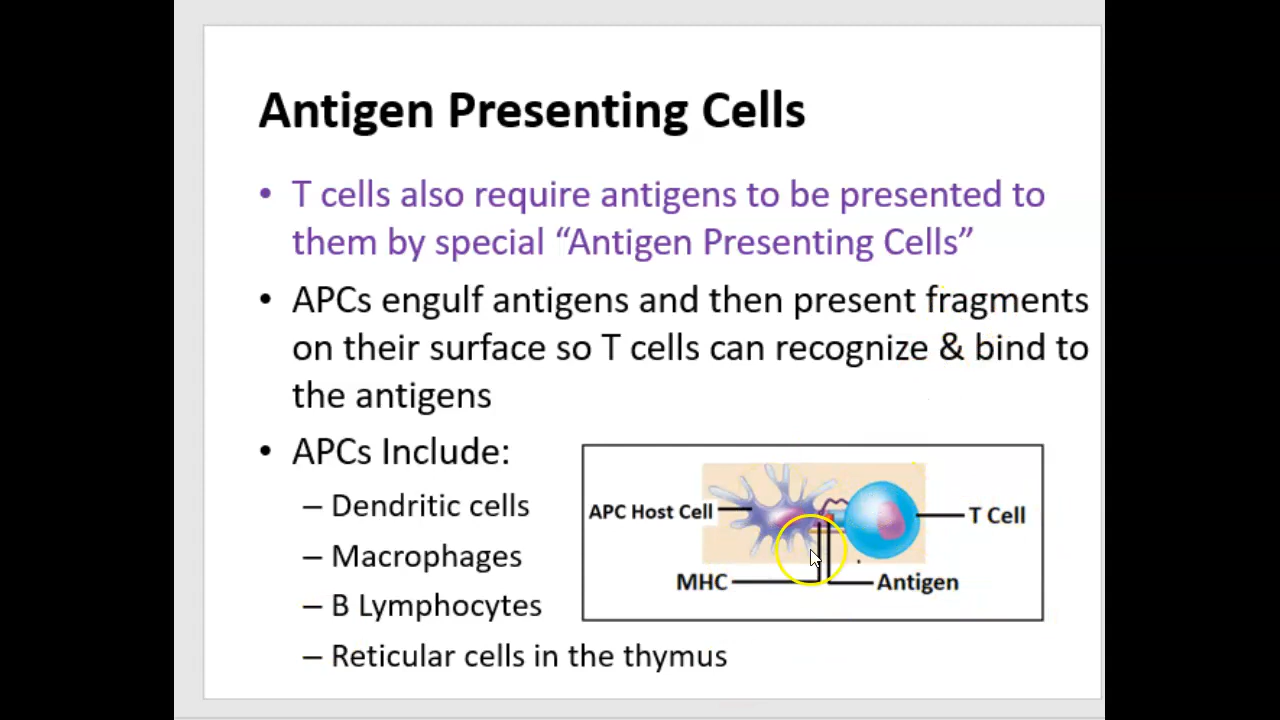 Antigen Presenting Cells
• T cells also require antigens to be presented to
them by special “Antigen Presenting Cells”
• APCs engulf antigens and then present fragments
on their surface so T cells can recognize & bind to
the antigens
• APCs Include:
– Dendritic cells
– Macrophages
– B Lymphocytes
– Reticular cells in the thymus
APC Host Cell
T Cell
MHC
Antigen